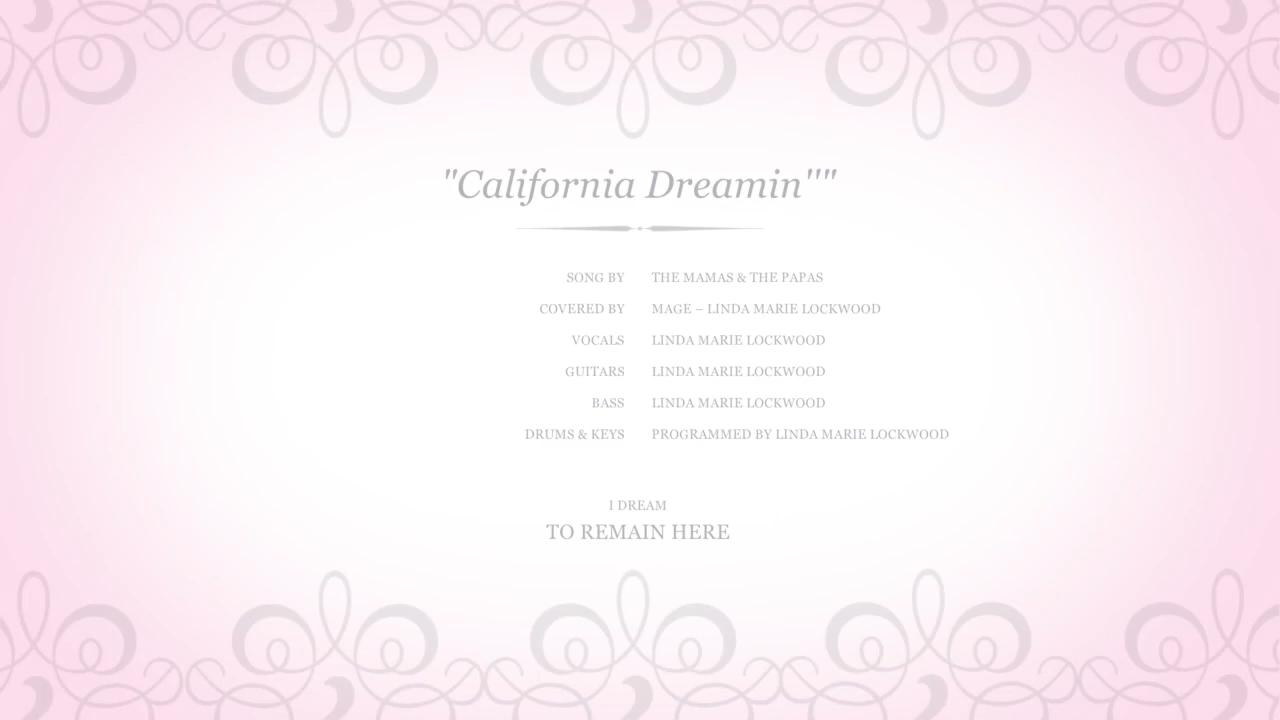 "California Dreamin'""
SONG BY THE MAMAS & THE PAPAS
COVERED BY MAGE – LINDA MARIE LOCKWOOD
VOCALS LINDA MARIE LOCKWOOD
GUITARS LINDA MARIE LOCKWOOD
BASS LINDA MARIE LOCKWOOD
DRUMS & KEYS PROGRAMMED BY LINDA MARIE LOCKWOOD
I DREAM
TO REMAIN HERE